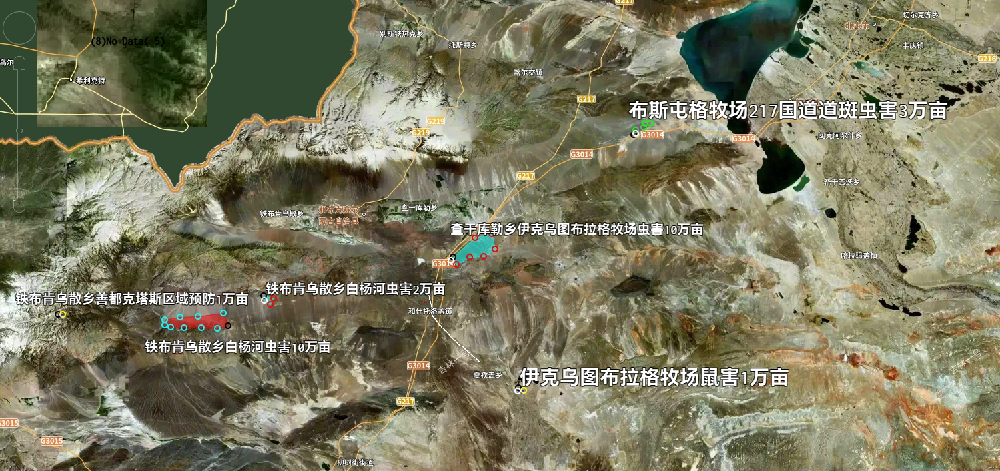 G217
切尔克齐乡
北屯市
别斯铁热克乡
(8)No Data(-5)
托斯特乡
丰庆镇
G216
乌尔
喀尔交镇
希利克特
G217
布斯屯格牧场217国道道斑虫害3万亩
G219
G219
G3014
G3014
阔克阿尕什乡
G3014
G217
齐干吉迭乡
查干库勒乡
和布克赛尔
蒙古自治县
铁布肯乌散乡
查干库勒乡伊克乌图布拉格牧场虫害10万亩
喀拉玛盖镇
铁布肯乌散乡白杨河虫害2万亩
铁布肯乌散乡善都克塔斯区域预防1万亩
和什托洛盖镇
铁布肯乌散乡白杨河虫害10万亩
G3014
吉林
夏孜盖乡
伊克乌图布拉格牧场鼠害1万亩
G217
G3015
G3015
柳树街街道